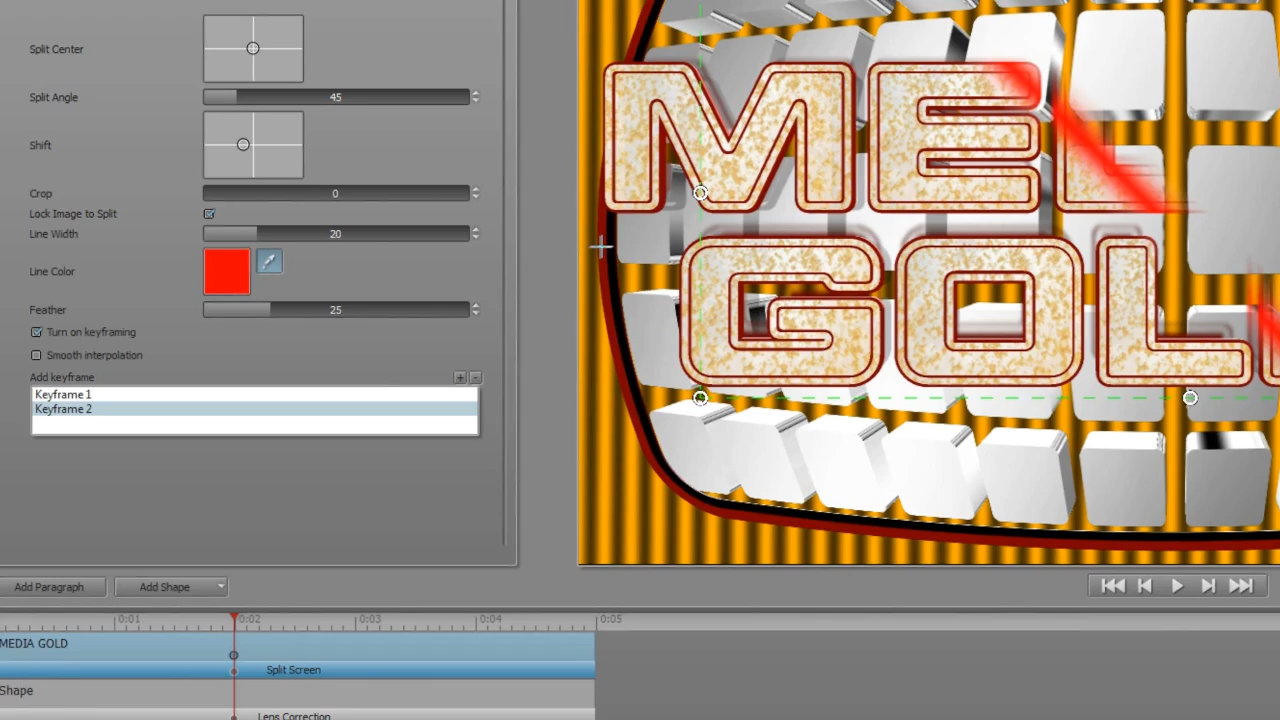 Split Center
Split Angle 45
Shift
Crop 0
Lock Image to Split
Line Width 20
Line Color
Feather 25
Turn on keyframing
Smooth interpolation
Add keyframe + -
Keyframe 1
Keyframe 2
ME
GOL
Add Paragraph Add Shape
0:01 0:02 0:03 0:04 0:05
MEDIA GOLD
Split Screen
Shape
Lens Correction